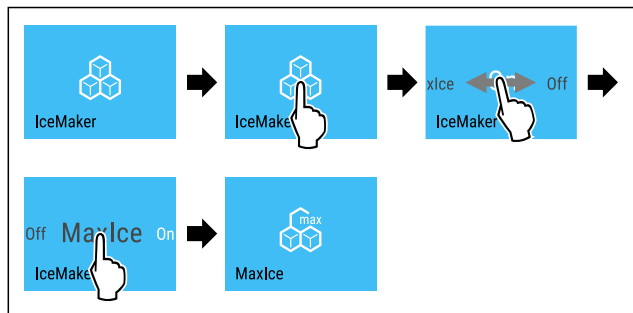 IceMaker
IceMake
xIce Off
IceMaker
Off MaxIce On
IceMake
max
MaxIce